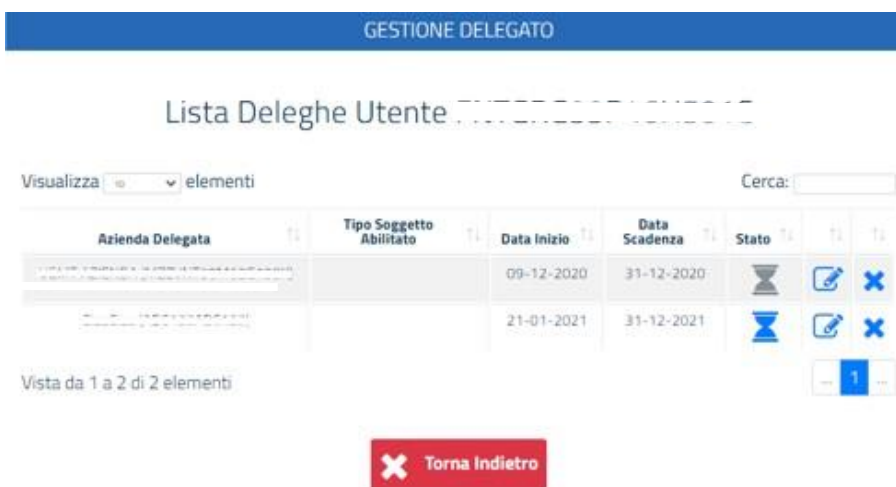 GESTIONE DELEGATO
Lista Deleghe Utente
Visualizza 10 elementi
Cerca:
Azienda Delegata Tipo Soggetto Abilitato Data Inizio Data Scadenza Stato
09-12-2020 31-12-2020
21-01-2021 31-12-2021
Vista da 1 a 2 di 2 elementi
... 1 ...
Torna Indietro